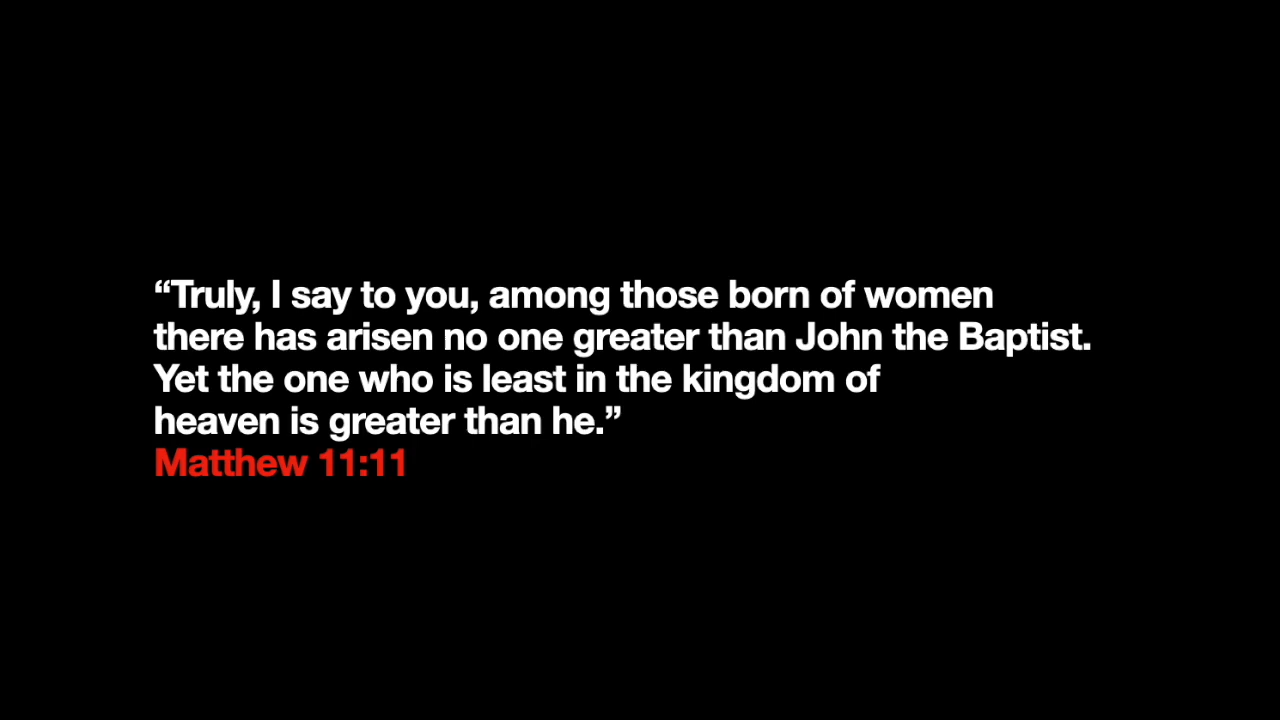 “Truly, I say to you, among those born of women
there has arisen no one greater than John the Baptist.
Yet the one who is least in the kingdom of
heaven is greater than he.”
Matthew 11:11